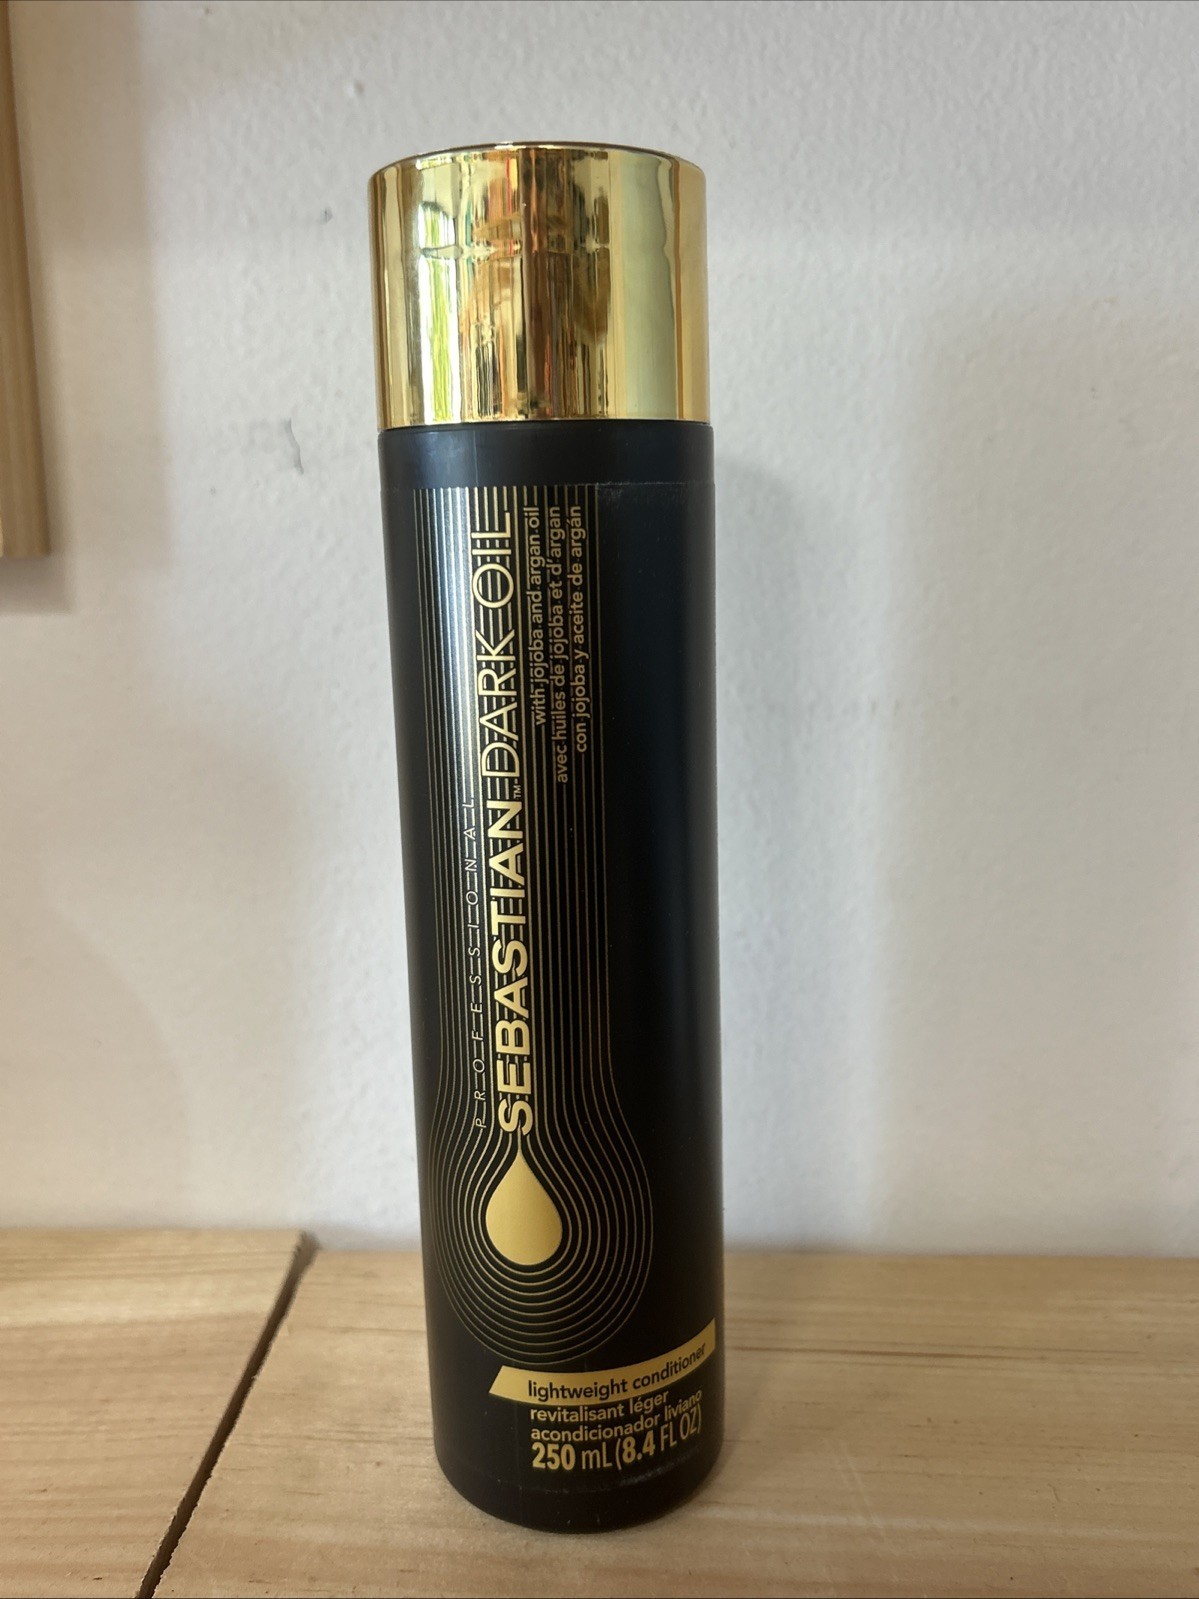 PROFESSIONAL
SEBASTIAN™ DARK OIL
with jojoba and argan oil
avec huiles de jojoba et d'argan
con jojoba y aceite de argán
lightweight conditioner
revitalisant léger
acondicionador liviano
250 mL (8.4 FL OZ)